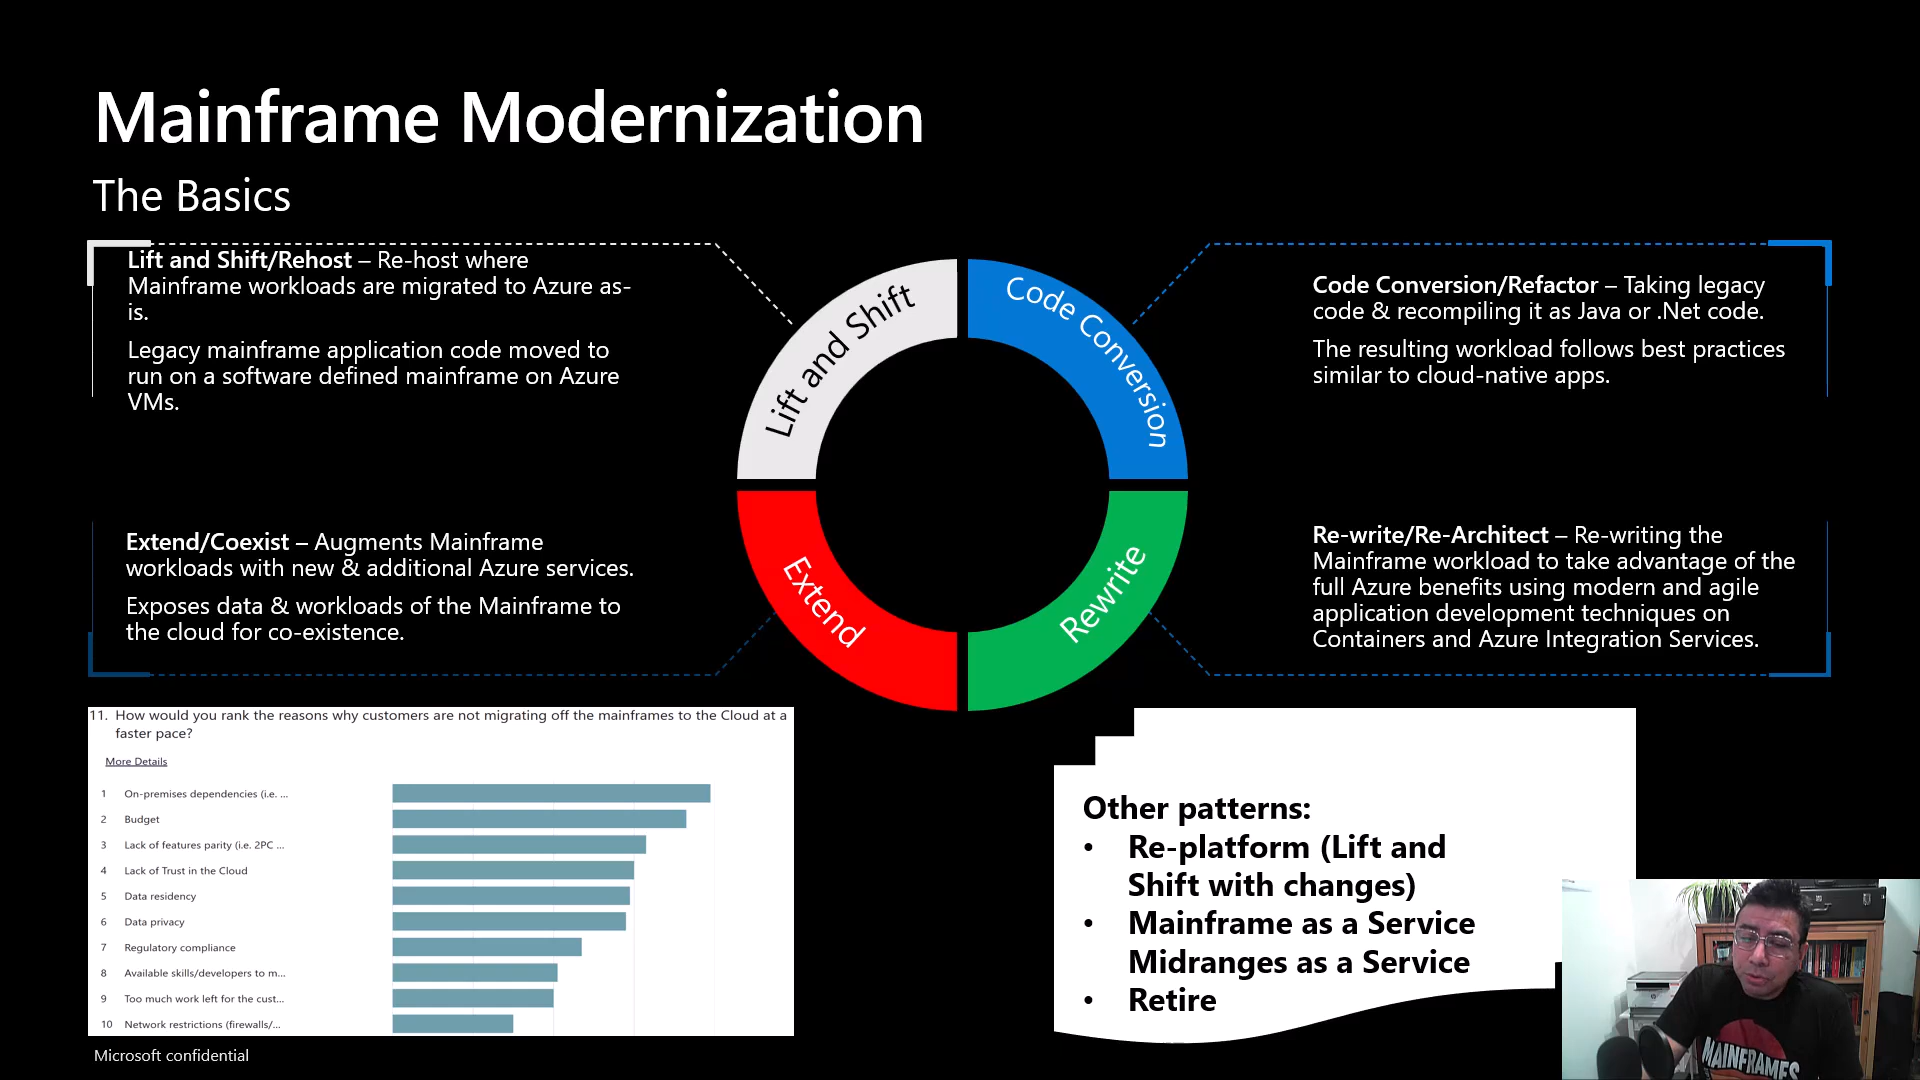 Mainframe Modernization
The Basics
Lift and Shift/Rehost – Re-host where
Mainframe workloads are migrated to Azure as-
is.
Legacy mainframe application code moved to
run on a software defined mainframe on Azure
VMs.
Code Conversion/Refactor – Taking legacy
code & recompiling it as Java or .Net code.
The resulting workload follows best practices
similar to cloud-native apps.
Lift and Shift
Code Conversion
Extend
Rewrite
Extend/Coexist – Augments Mainframe
workloads with new & additional Azure services.
Exposes data & workloads of the Mainframe to
the cloud for co-existence.
Re-write/Re-Architect – Re-writing the
Mainframe workload to take advantage of the
full Azure benefits using modern and agile
application development techniques on
Containers and Azure Integration Services.
11. How would you rank the reasons why customers are not migrating off the mainframes to the Cloud at a
faster pace?
More Details
1 On-premises dependencies (i.e. ...
2 Budget
3 Lack of features parity (i.e. 2PC ...
4 Lack of Trust in the Cloud
5 Data residency
6 Data privacy
7 Regulatory compliance
8 Available skills/developers to m...
9 Too much work left for the cust...
10 Network restrictions (firewalls/...
Other patterns:
• Re-platform (Lift and
Shift with changes)
• Mainframe as a Service
Midranges as a Service
• Retire
MAINFRAMES
Microsoft confidential